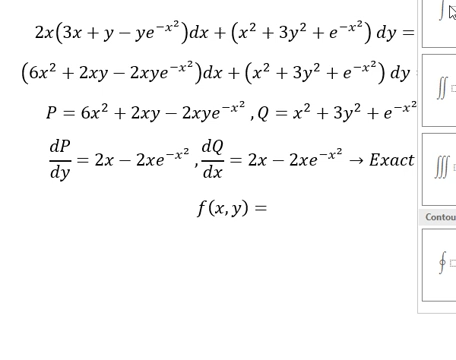 2x(3x + y − ye^{−x²})dx + (x² + 3y² + e^{−x²}) dy =
(6x² + 2xy − 2xye^{−x²})dx + (x² + 3y² + e^{−x²}) dy
P = 6x² + 2xy − 2xye^{−x²} , Q = x² + 3y² + e^{−x²}
dP/dy = 2x − 2xe^{−x²} , dQ/dx = 2x − 2xe^{−x²} → Exact
f(x, y) =
∫
∬
∭
Contou
∮